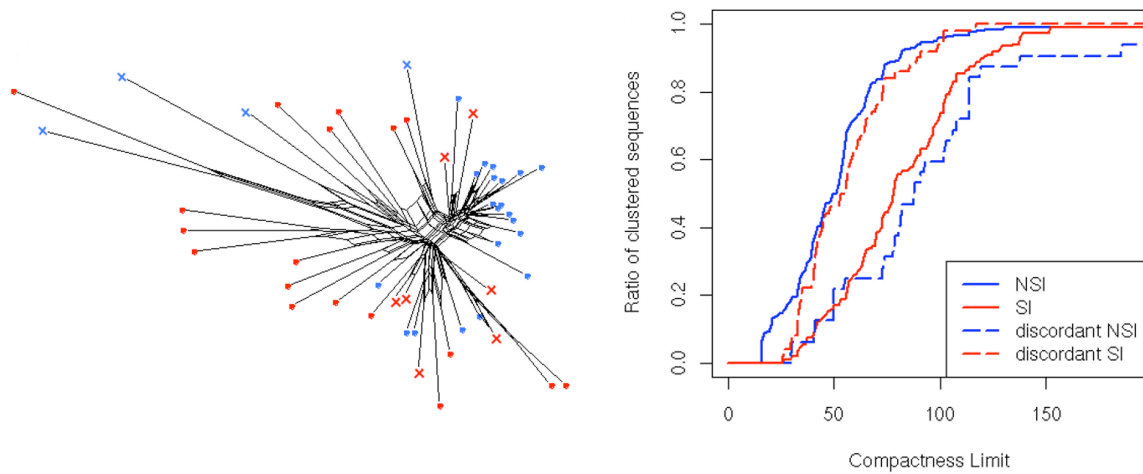 Ratio of clustered sequences
1.0
0.8
0.6
0.4
0.2
0.0
NSI
SI
discordant NSI
discordant SI
0 50 100 150
Compactness Limit